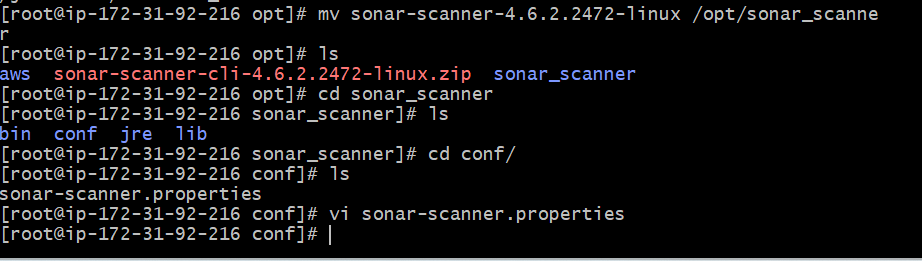 [root@ip-172-31-92-216 opt]# mv sonar-scanner-4.6.2.2472-linux /opt/sonar_scanne
r
[root@ip-172-31-92-216 opt]# ls
aws  sonar-scanner-cli-4.6.2.2472-linux.zip  sonar_scanner
[root@ip-172-31-92-216 opt]# cd sonar_scanner
[root@ip-172-31-92-216 sonar_scanner]# ls
bin  conf  jre  lib
[root@ip-172-31-92-216 sonar_scanner]# cd conf/
[root@ip-172-31-92-216 conf]# ls
sonar-scanner.properties
[root@ip-172-31-92-216 conf]# vi sonar-scanner.properties
[root@ip-172-31-92-216 conf]#